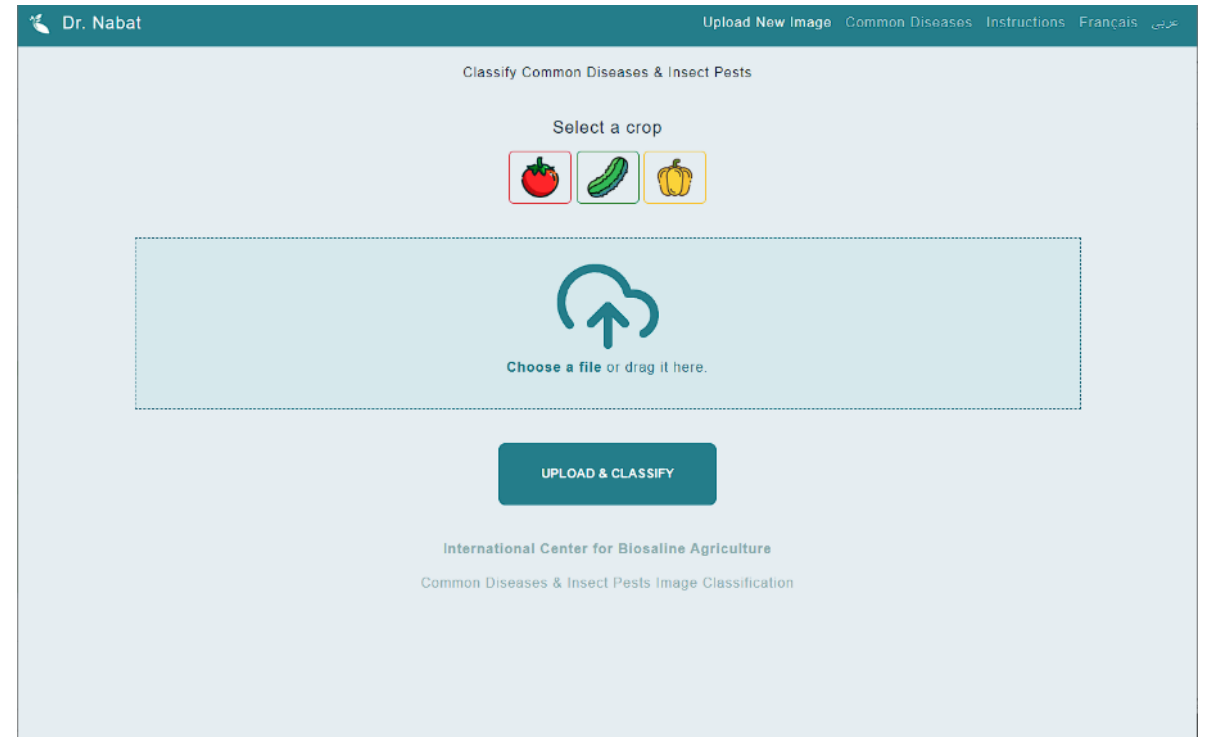 Dr. Nabat
Upload New Image Common Diseases Instructions Français عربي
Classify Common Diseases & Insect Pests
Select a crop
Choose a file or drag it here.
UPLOAD & CLASSIFY
International Center for Biosaline Agriculture
Common Diseases & Insect Pests Image Classification